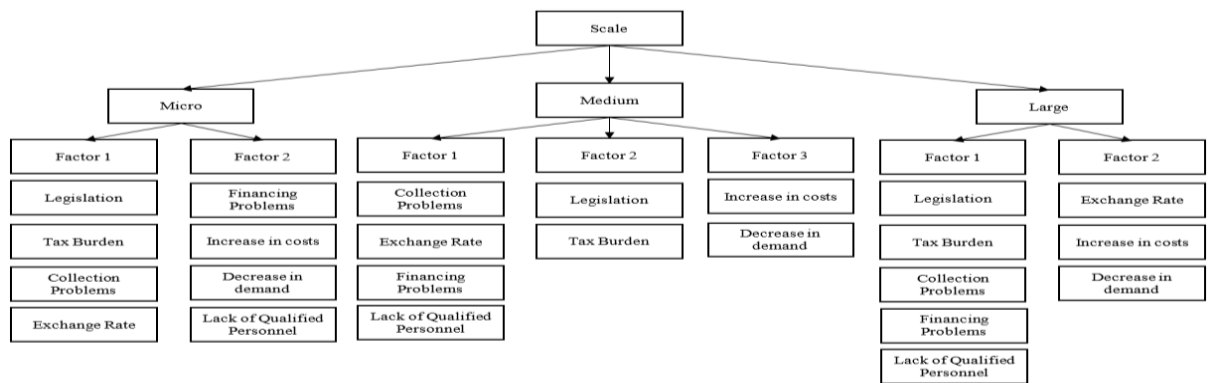 Scale
Micro
Medium
Large
Factor 1
Factor 2
Factor 1
Factor 2
Factor 3
Factor 1
Factor 2
Legislation
Tax Burden
Collection
Problems
Exchange Rate
Financing
Problems
Increase in costs
Decrease in
demand
Lack of Qualified
Personnel
Collection
Problems
Exchange Rate
Financing
Problems
Lack of Qualified
Personnel
Legislation
Tax Burden
Increase in costs
Decrease in
demand
Legislation
Tax Burden
Collection
Problems
Financing
Problems
Lack of Qualified
Personnel
Exchange Rate
Increase in costs
Decrease in
demand